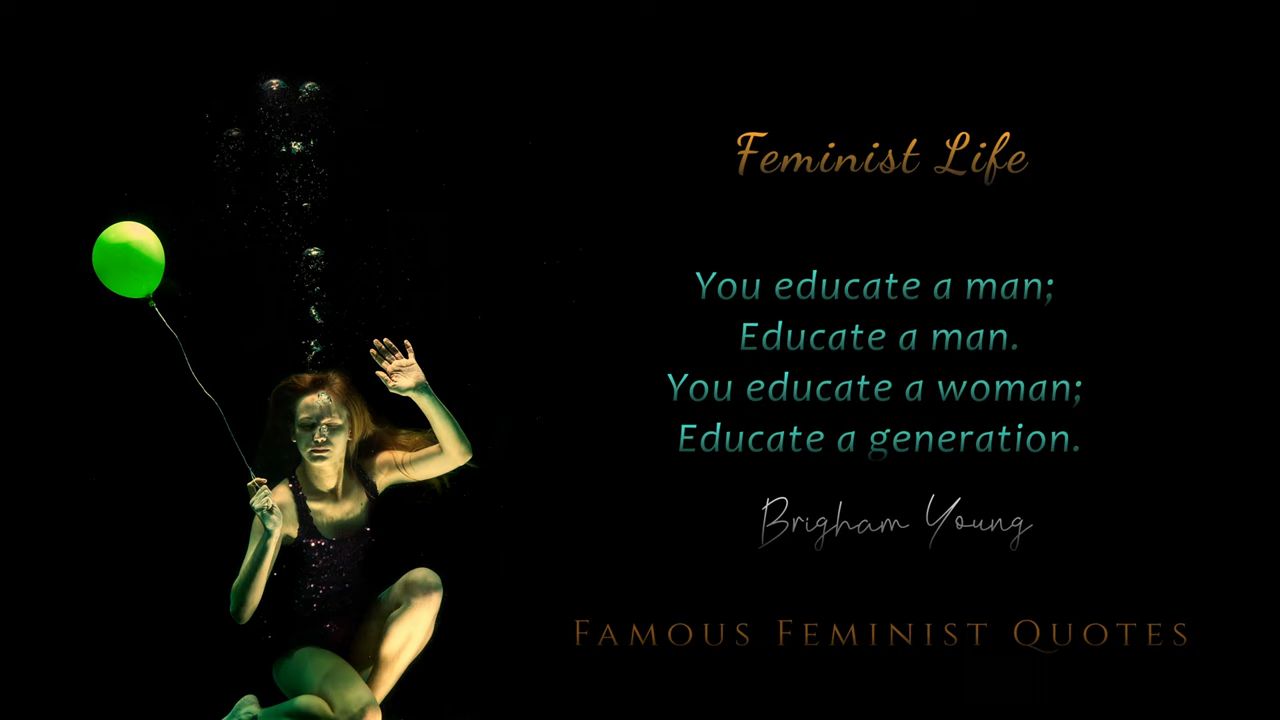 Feminist Life
You educate a man;
Educate a man.
You educate a woman;
Educate a generation.
Brigham Young
Famous Feminist Quotes